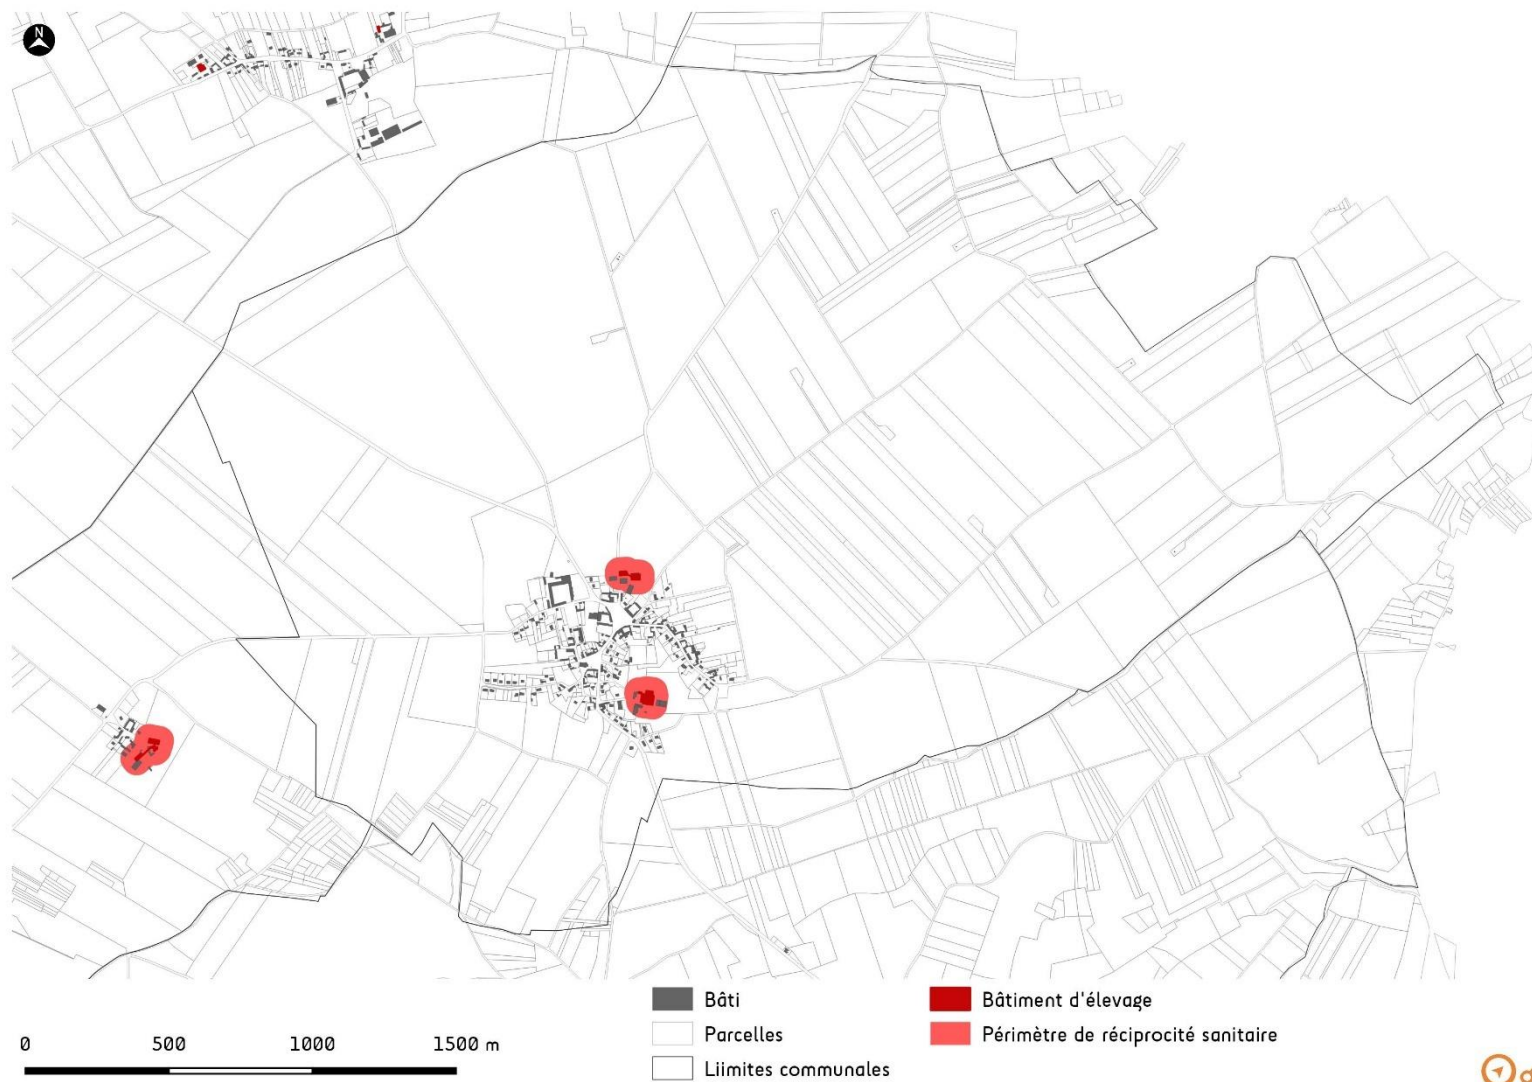 N
Bâti
Bâtiment d'élevage
Parcelles
Périmètre de réciprocité sanitaire
Liimites communales
0 500 1000 1500 m